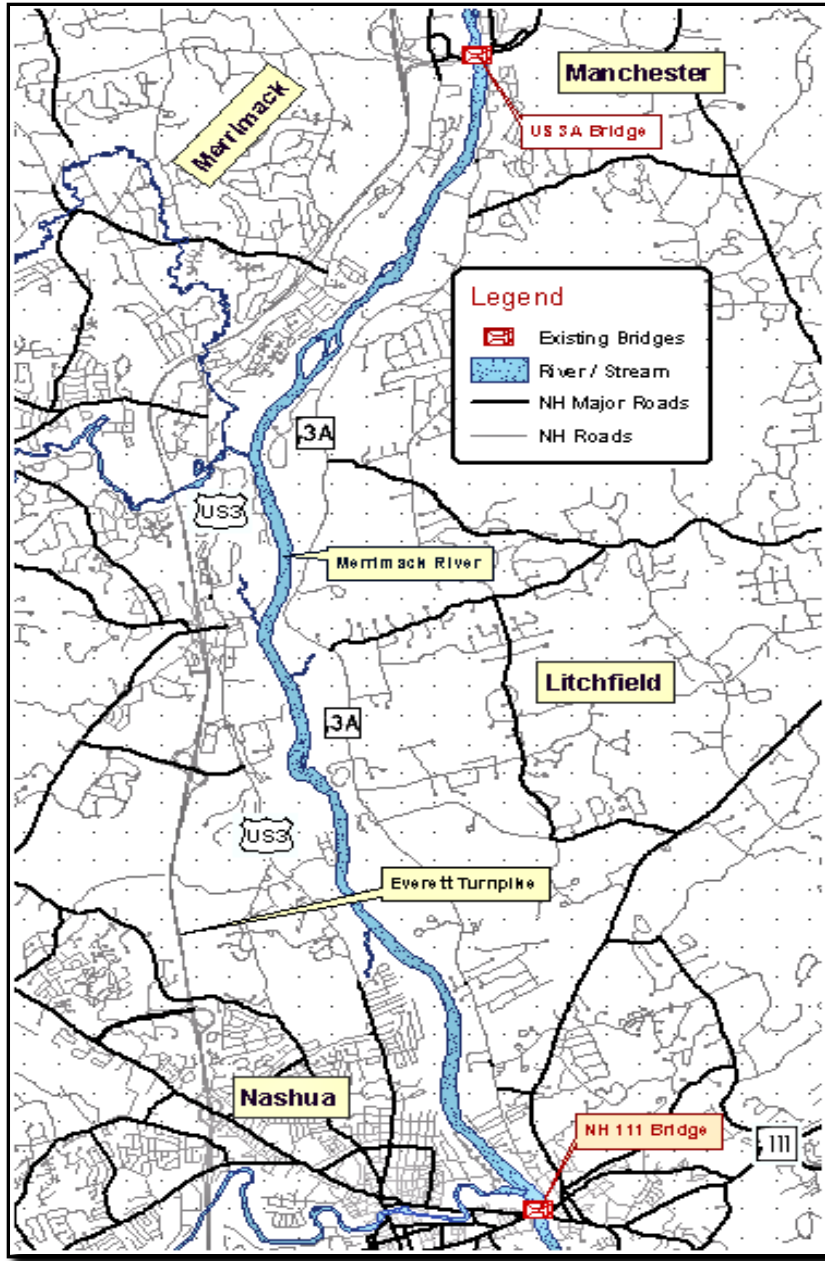 Manchester
Merrimack
US 3A Bridge
Legend
Existing Bridges
River / Stream
NH Major Roads
NH Roads
3A
US3
Merrimack River
Litchfield
3A
US3
Everett Turnpike
Nashua
NH 111 Bridge
111